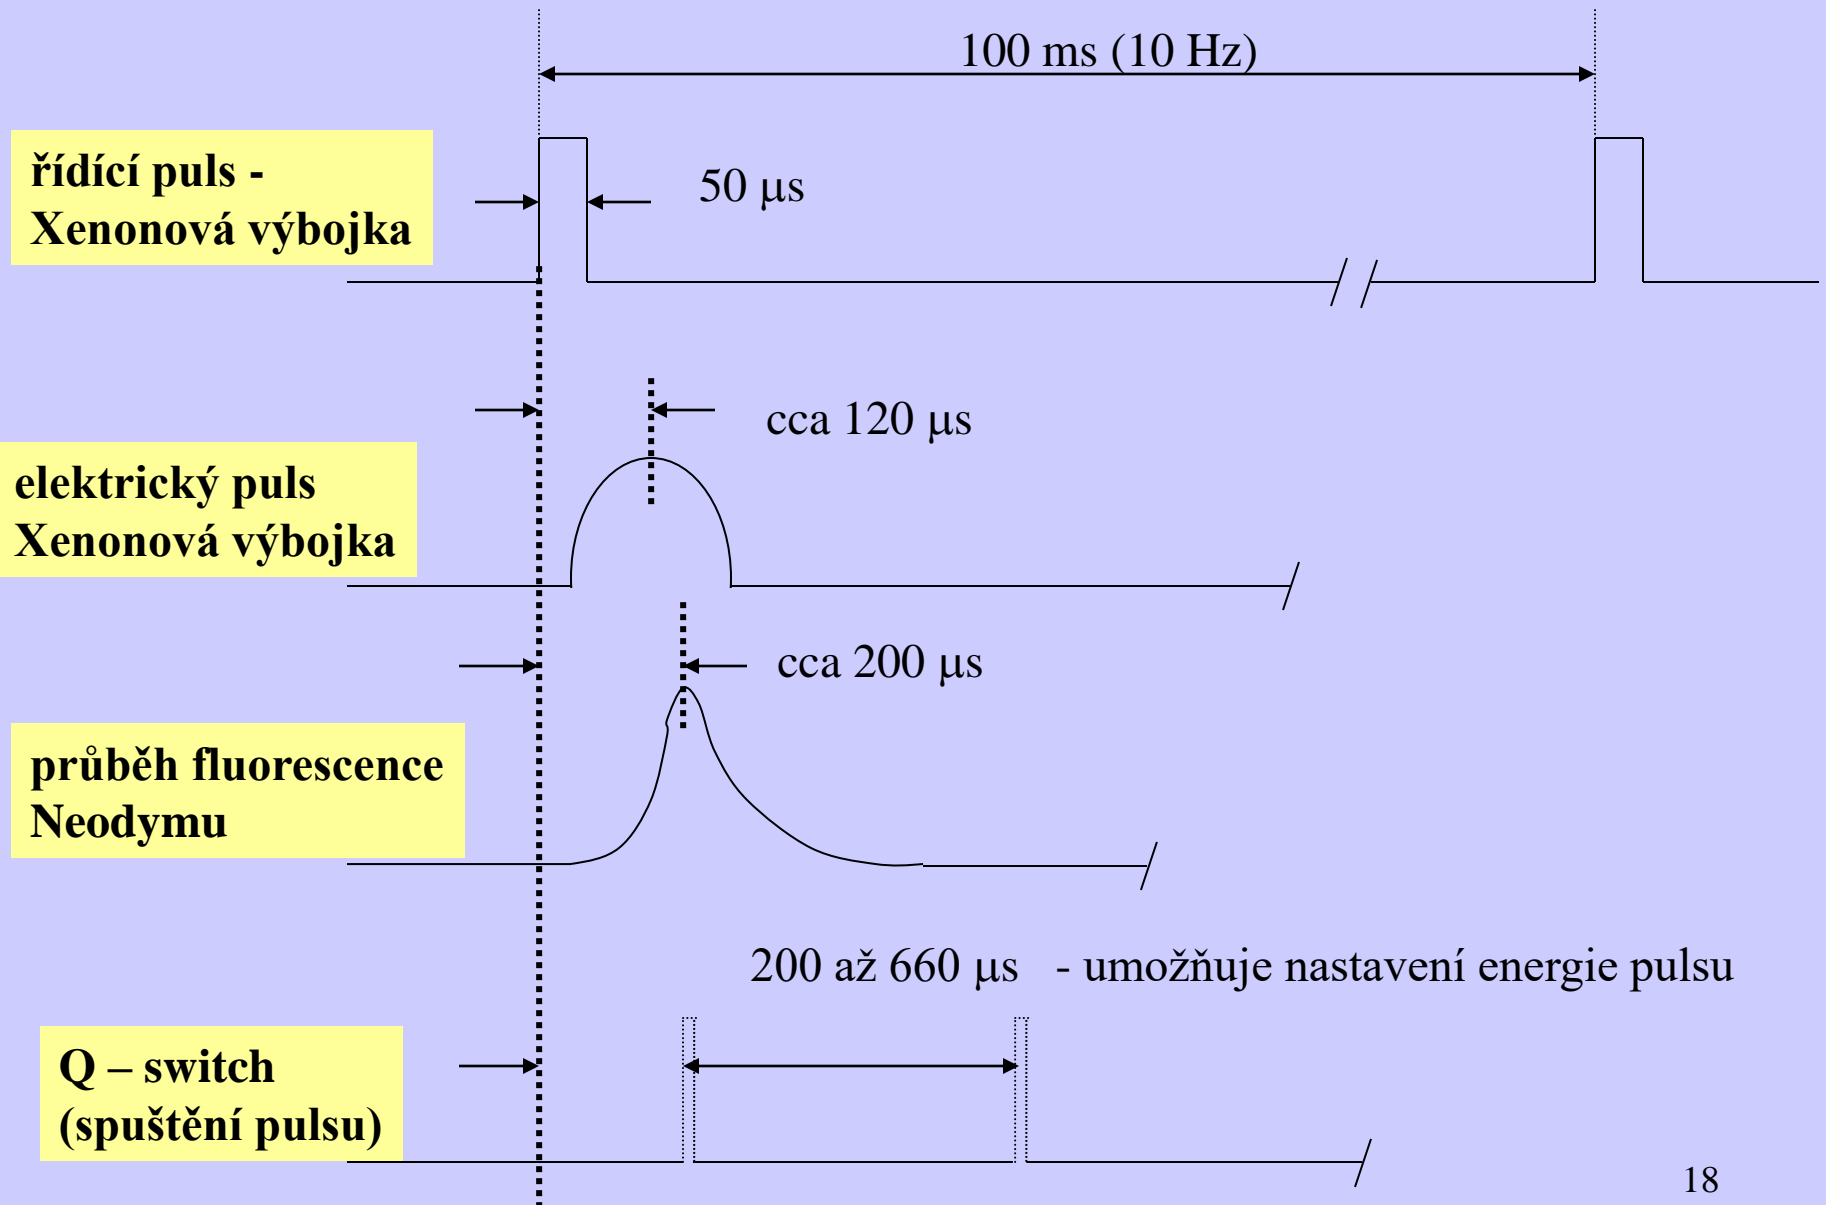 100 ms (10 Hz)
řídící puls -
Xenonová výbojka
50 μs
cca 120 μs
elektrický puls
Xenonová výbojka
cca 200 μs
průběh fluorescence
Neodymu
200 až 660 μs - umožňuje nastavení energie pulsu
Q – switch
(spuštění pulsu)
18